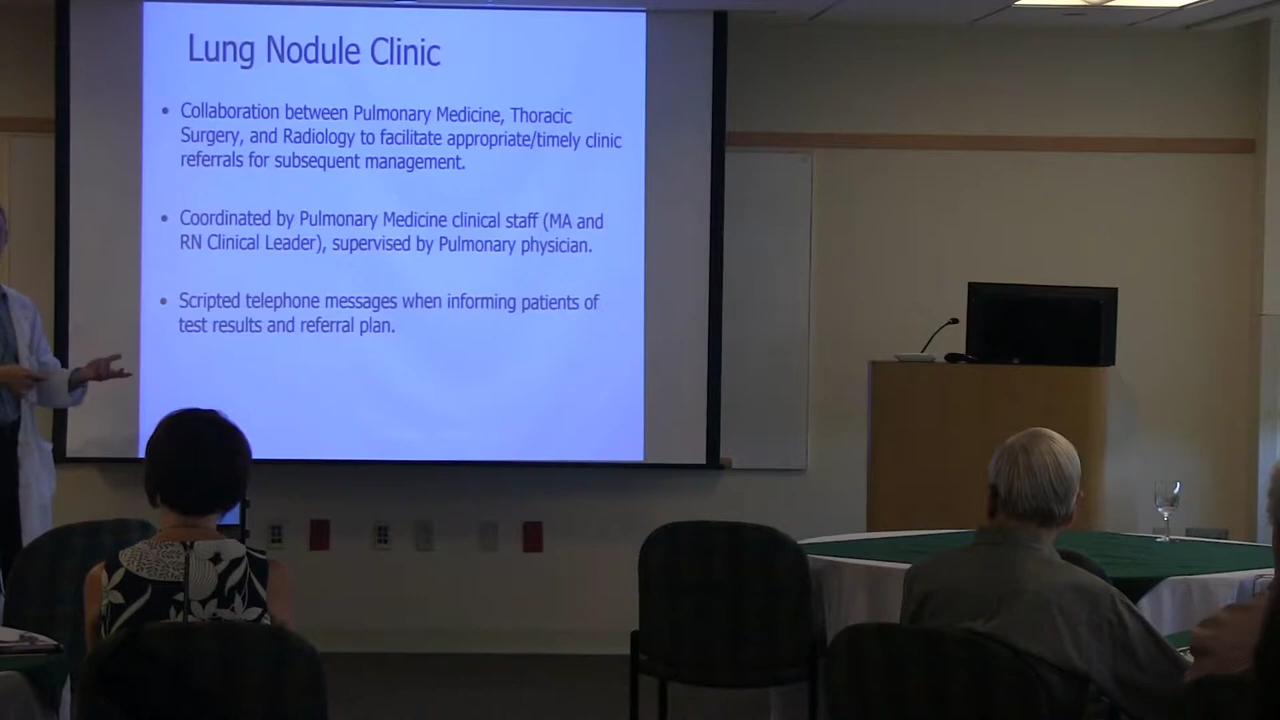 Lung Nodule Clinic
• Collaboration between Pulmonary Medicine, Thoracic
Surgery, and Radiology to facilitate appropriate/timely clinic
referrals for subsequent management.
• Coordinated by Pulmonary Medicine clinical staff (MA and
RN Clinical Leader), supervised by Pulmonary physician.
• Scripted telephone messages when informing patients of
test results and referral plan.